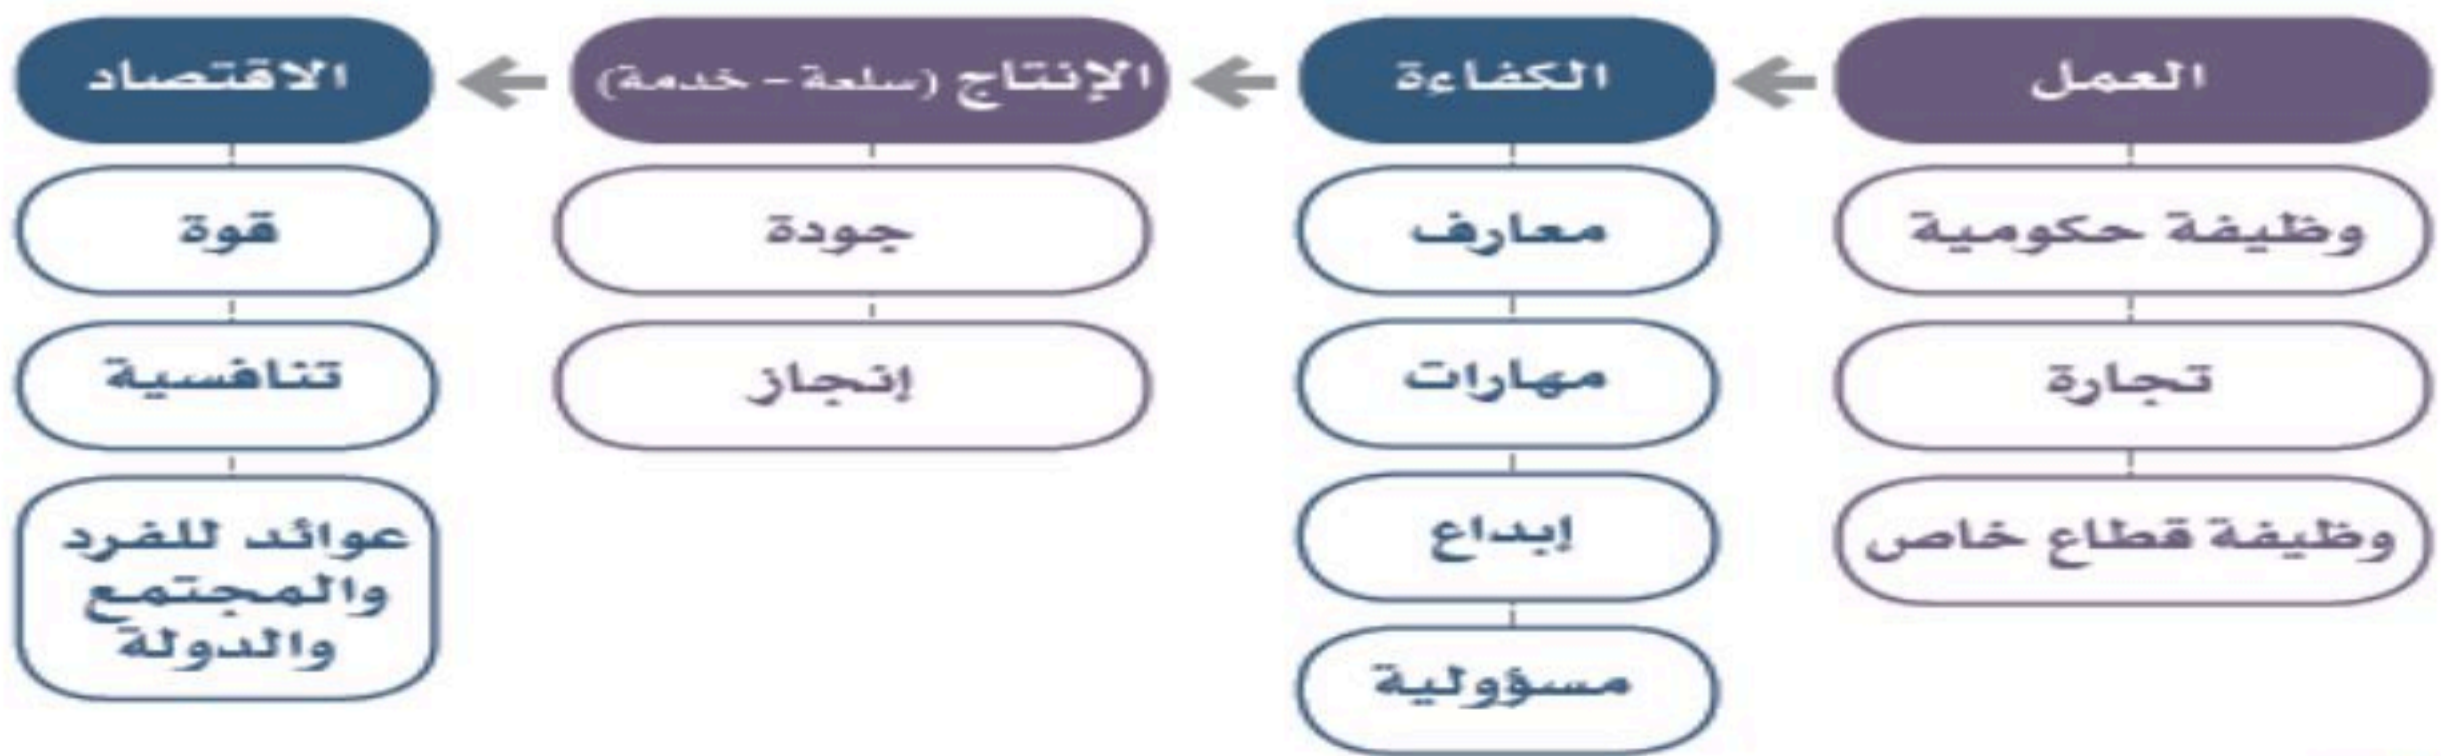 العمل
وظيفة حكومية
تجارة
وظيفة قطاع خاص
الكفاءة
معارف
مهارات
إبداع
مسؤولية
الإنتاج (سلعة - خدمة)
جودة
إنجاز
الاقتصاد
قوة
تنافسية
عوائد للفرد
والمجتمع
والدولة